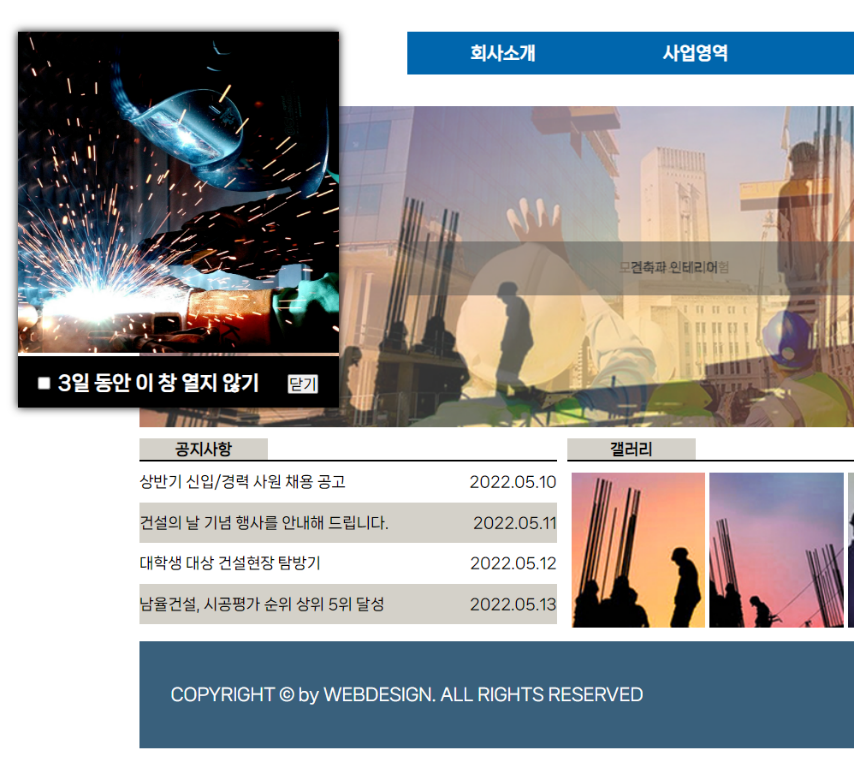 회사소개
사업영역
건축과 인테리어
3일 동안 이 창 열지 않기
닫기
공지사항
상반기 신입/경력 사원 채용 공고 2022.05.10
건설의 날 기념 행사를 안내해 드립니다. 2022.05.11
대학생 대상 건설현장 탐방기 2022.05.12
남율건설, 시공평가 순위 상위 5위 달성 2022.05.13
갤러리
COPYRIGHT © by WEBDESIGN. ALL RIGHTS RESERVED